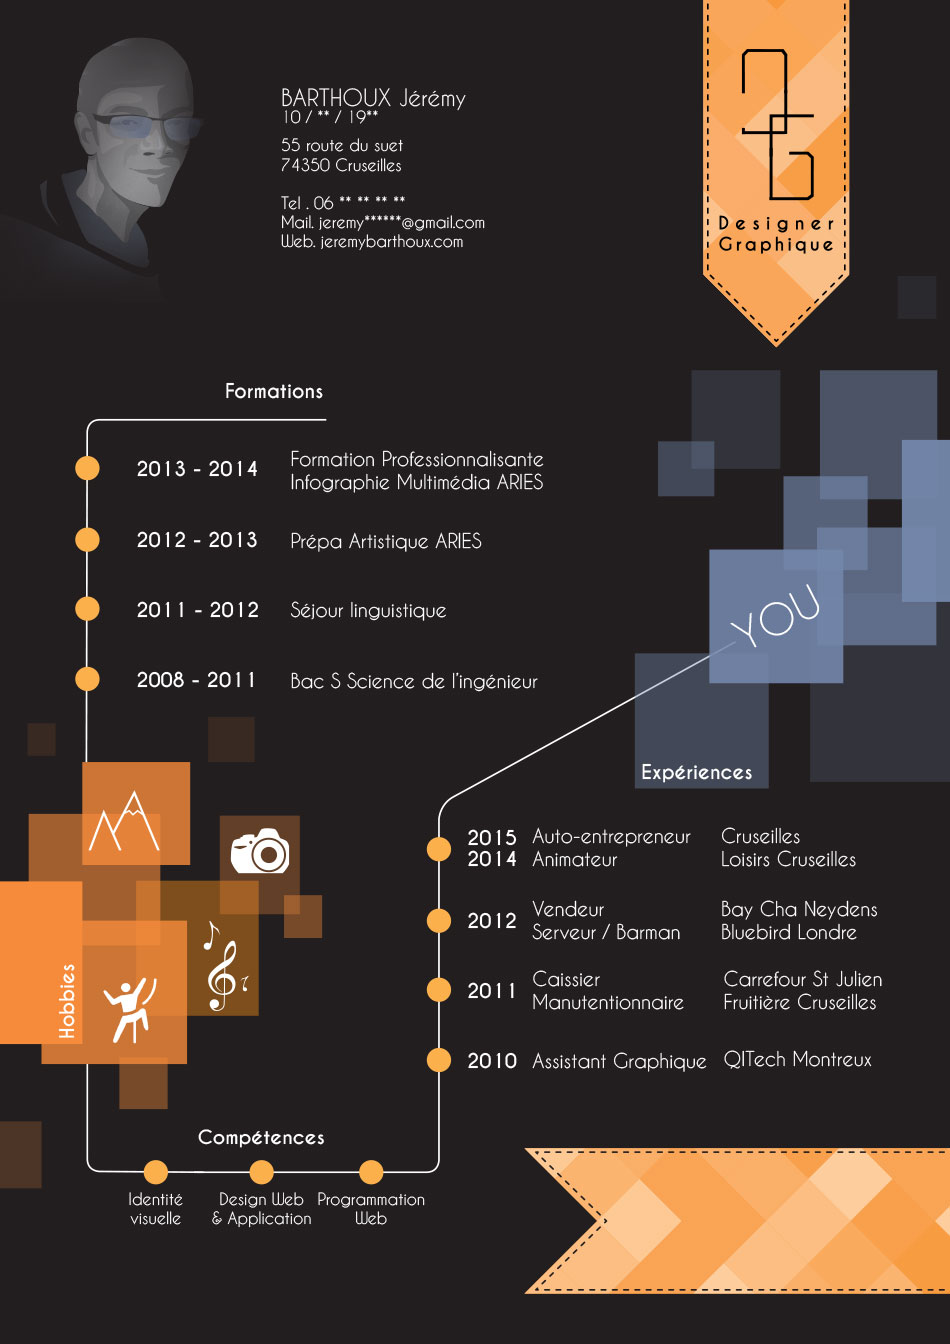 BARTHOUX Jérémy
10 / ** / 19**
55 route du suet
74350 Cruseilles
Tel . 06 ** ** ** **
Mail. jeremy******@gmail.com
Web. jeremybarthoux.com
Designer
Graphique
Formations
2013 - 2014 Formation Professionnalisante
Infographie Multimédia ARIES
2012 - 2013 Prépa Artistique ARIES
2011 - 2012 Séjour linguistique
2008 - 2011 Bac S Science de l'ingénieur
YOU
Expériences
2015 Auto-entrepreneur Cruseilles
2014 Animateur Loisirs Cruseilles
2012 Vendeur Bay Cha Neydens
Serveur / Barman Bluebird Londre
2011 Caissier Carrefour St Julien
Manutentionnaire Fruitière Cruseilles
2010 Assistant Graphique QITech Montreux
Hobbies
Compétences
Identité
visuelle
Design Web
& Application
Programmation
Web